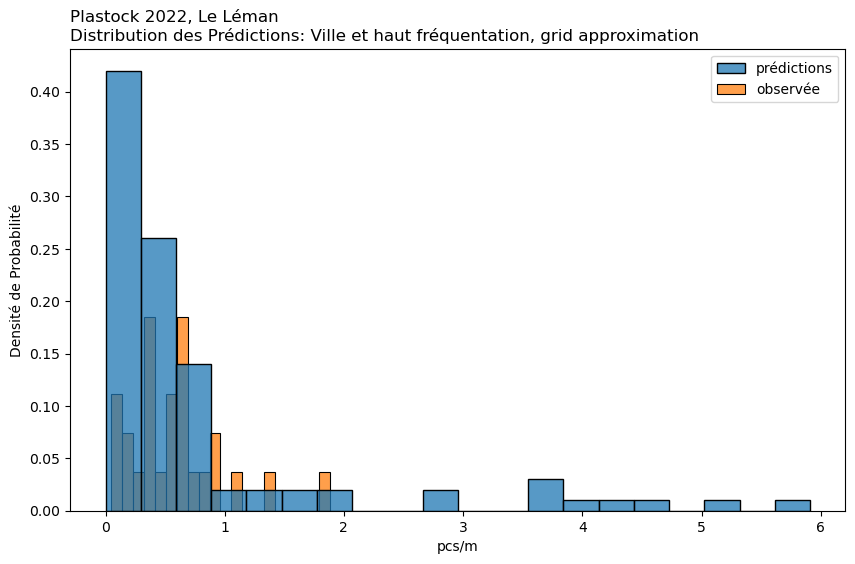 Plastock 2022, Le Léman
Distribution des Prédictions: Ville et haut fréquentation, grid approximation
prédictions
observée
Densité de Probabilité
0.40
0.35
0.30
0.25
0.20
0.15
0.10
0.05
0.00
0 1 2 3 4 5 6
pcs/m